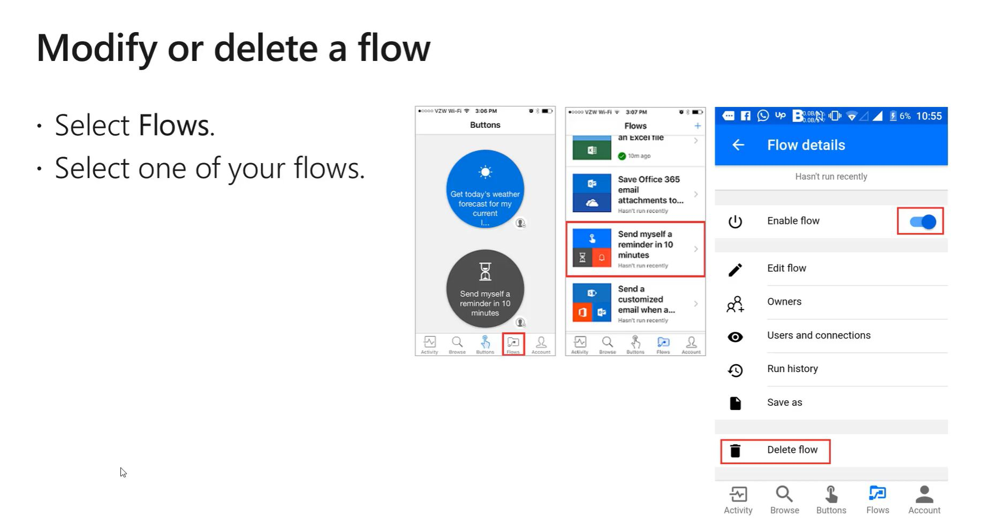 Modify or delete a flow
• Select Flows.
• Select one of your flows.
VZW Wi-Fi 3:06 PM
Buttons
Get today's weather
forecast for my
current
l...
Send myself a
reminder in 10
minutes
Activity Browse Buttons Flows Account
VZW Wi-Fi 3:07 PM
Flows +
an Excel file
10m ago
Save Office 365
email
attachments to...
Hasn't run recently
Send myself a
reminder in 10
minutes
Hasn't run recently
Send a
customized
email when a...
Hasn't run recently
Activity Browse Buttons Flows Account
up B 0.0B/s 6% 10:55
0.0B/s
Flow details
Hasn't run recently
Enable flow
Edit flow
Owners
Users and connections
Run history
Save as
Delete flow
Activity Browse Buttons Flows Account